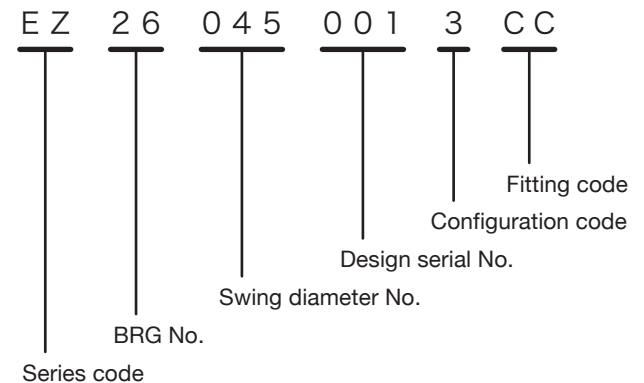 EZ 26 045 001 3 CC
Fitting code
Configuration code
Design serial No.
Swing diameter No.
BRG No.
Series code